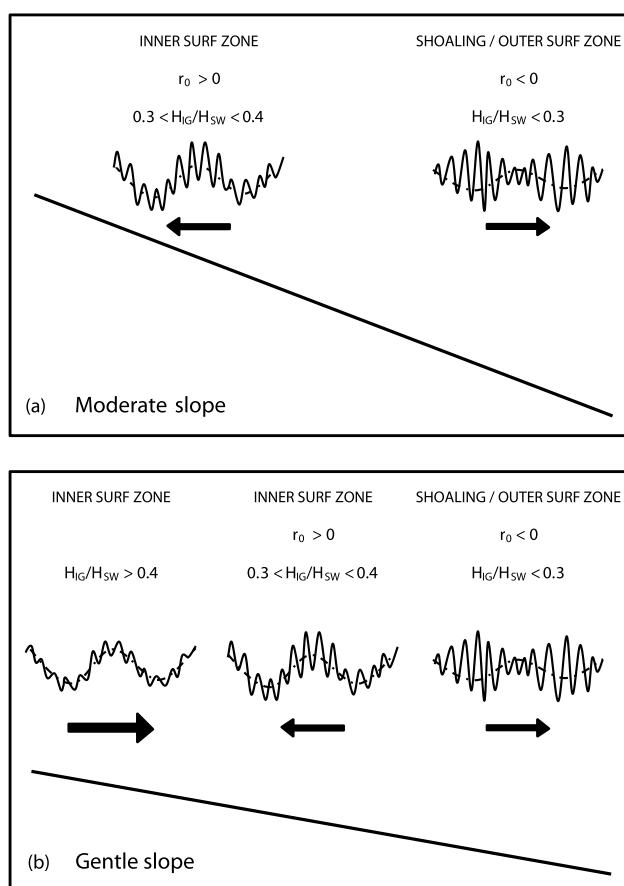 INNER SURF ZONE
SHOALING / OUTER SURF ZONE
r₀ > 0
r₀ < 0
0.3 < H_IG/H_SW < 0.4
H_IG/H_SW < 0.3
(a) Moderate slope
INNER SURF ZONE
INNER SURF ZONE
SHOALING / OUTER SURF ZONE
r₀ > 0
r₀ < 0
H_IG/H_SW > 0.4
0.3 < H_IG/H_SW < 0.4
H_IG/H_SW < 0.3
(b) Gentle slope